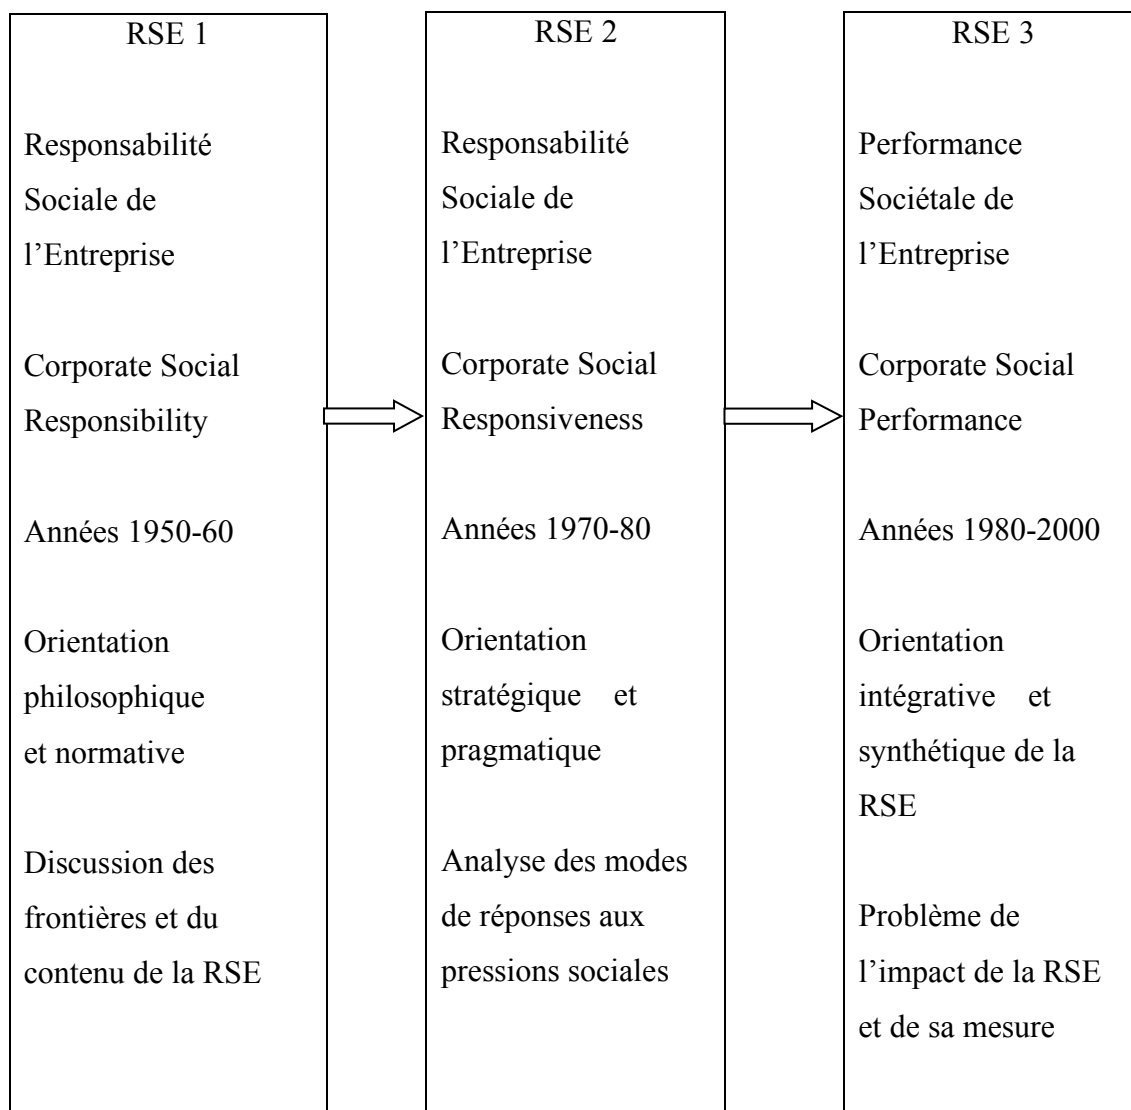 RSE 1
Responsabilité
Sociale de
l’Entreprise
Corporate Social
Responsibility
Années 1950-60
Orientation
philosophique
et normative
Discussion des
frontières et du
contenu de la RSE
RSE 2
Responsabilité
Sociale de
l’Entreprise
Corporate Social
Responsiveness
Années 1970-80
Orientation
stratégique et
pragmatique
Analyse des modes
de réponses aux
pressions sociales
RSE 3
Performance
Sociétale de
l’Entreprise
Corporate Social
Performance
Années 1980-2000
Orientation
intégrative et
synthétique de la
RSE
Problème de
l’impact de la RSE
et de sa mesure